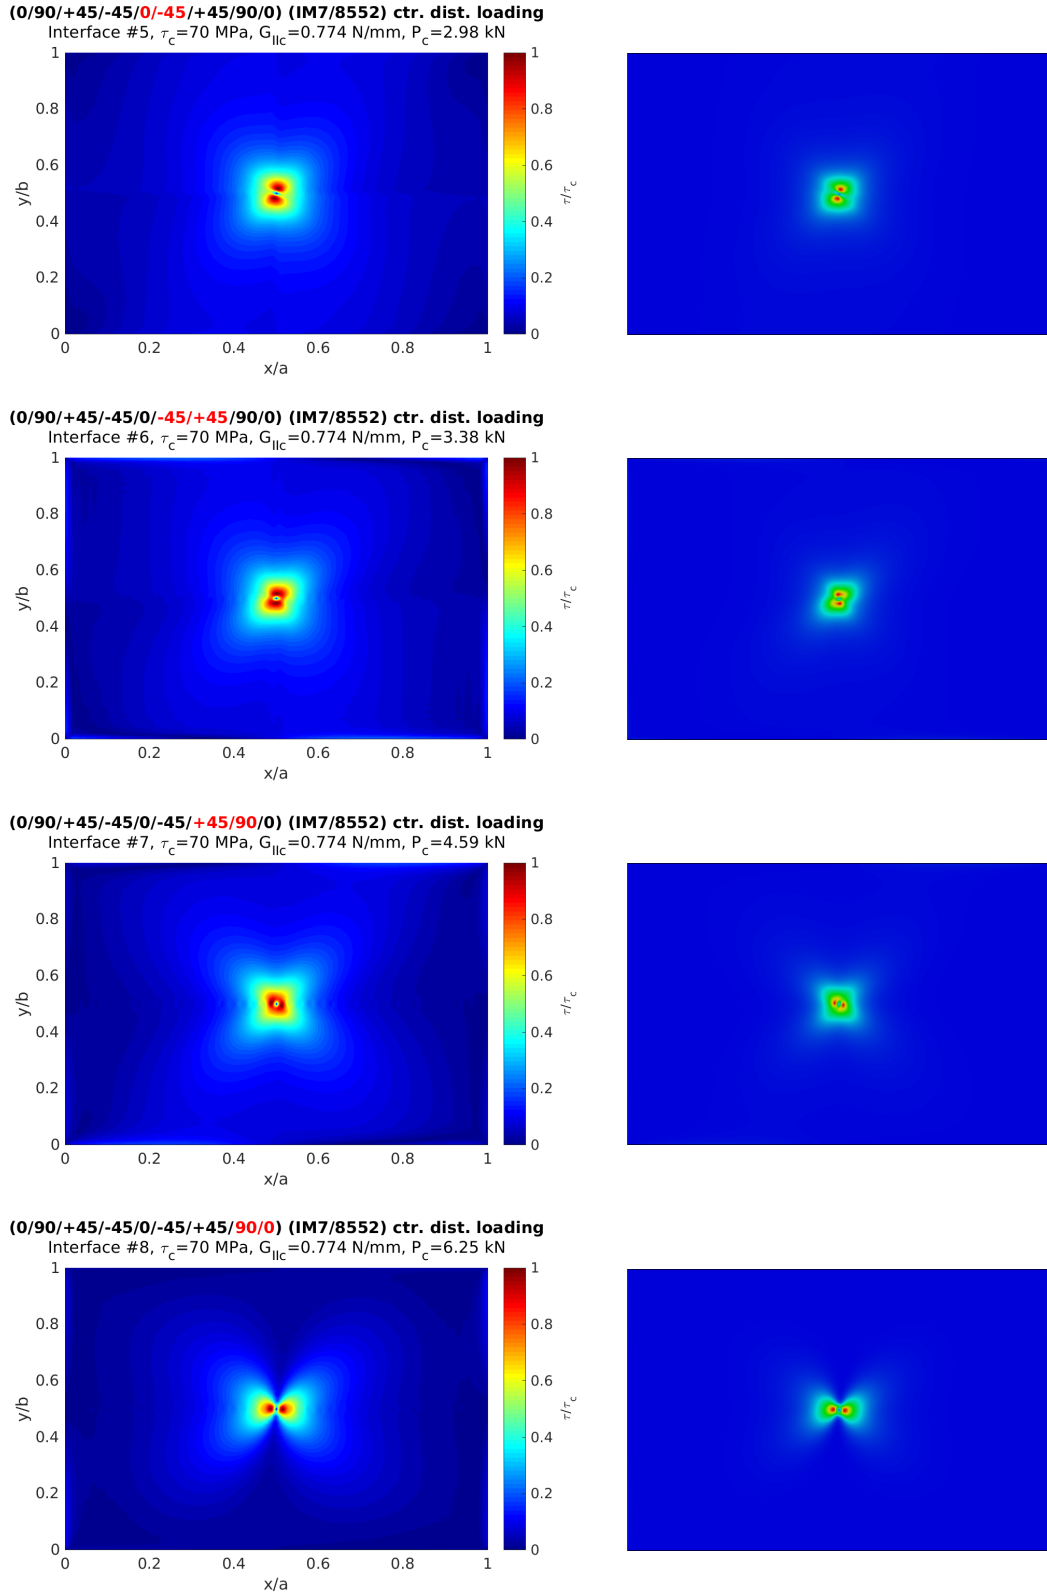 (0/90/+45/-45/0/-45/+45/90/0) (IM7/8552) ctr. dist. loading
Interface #5, τc=70 MPa, GIIc=0.774 N/mm, Pc=2.98 kN
1
0.8
0.6
0.4
0.2
0
y/b
0 0.2 0.4 0.6 0.8 1
x/a
1
0.8
0.6
0.4
0.2
0
τ/τc
(0/90/+45/-45/0/-45/+45/90/0) (IM7/8552) ctr. dist. loading
Interface #6, τc=70 MPa, GIIc=0.774 N/mm, Pc=3.38 kN
1
0.8
0.6
0.4
0.2
0
y/b
0 0.2 0.4 0.6 0.8 1
x/a
1
0.8
0.6
0.4
0.2
0
τ/τc
(0/90/+45/-45/0/-45/+45/90/0) (IM7/8552) ctr. dist. loading
Interface #7, τc=70 MPa, GIIc=0.774 N/mm, Pc=4.59 kN
1
0.8
0.6
0.4
0.2
0
y/b
0 0.2 0.4 0.6 0.8 1
x/a
1
0.8
0.6
0.4
0.2
0
τ/τc
(0/90/+45/-45/0/-45/+45/90/0) (IM7/8552) ctr. dist. loading
Interface #8, τc=70 MPa, GIIc=0.774 N/mm, Pc=6.25 kN
1
0.8
0.6
0.4
0.2
0
y/b
0 0.2 0.4 0.6 0.8 1
x/a
1
0.8
0.6
0.4
0.2
0
τ/τc